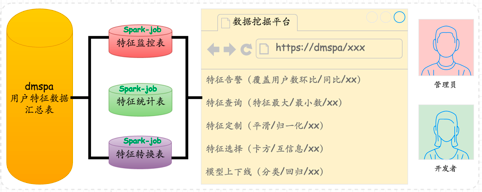 dmspa
用户特征数据
汇总表
Spark-job
特征监控表
Spark-job
特征统计表
Spark-job
特征转换表
数据挖掘平台
https://dmspa/xxx
特征告警（覆盖用户数环比/同比/xx）
特征查询（特征最大/最小数/xx）
特征定制（平滑/归一化/xx）
特征选择（卡方/互信息/xx）
模型上下线（分类/回归/xx）
管理员
开发者